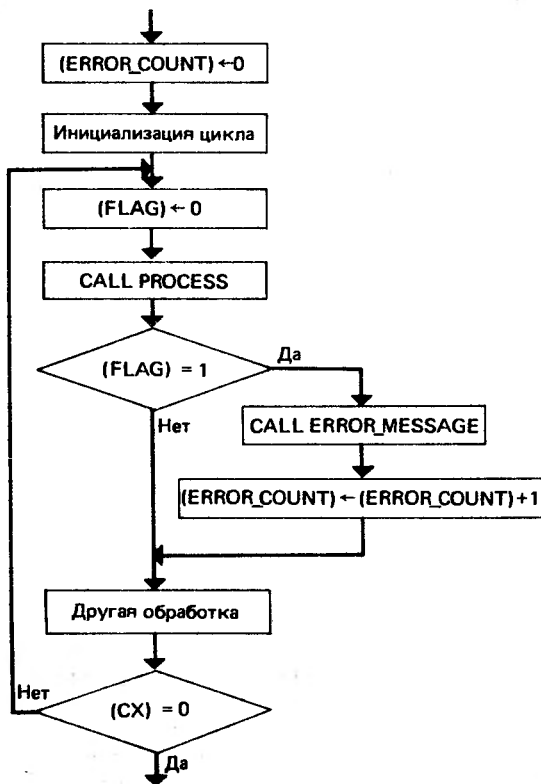 (ERROR_COUNT)←0
Инициализация цикла
(FLAG) ← 0
CALL PROCESS
(FLAG) = 1
Да
Нет
CALL ERROR_MESSAGE
(ERROR_COUNT) ← (ERROR_COUNT)+1
Другая обработка
Нет
(CX) = 0
Да